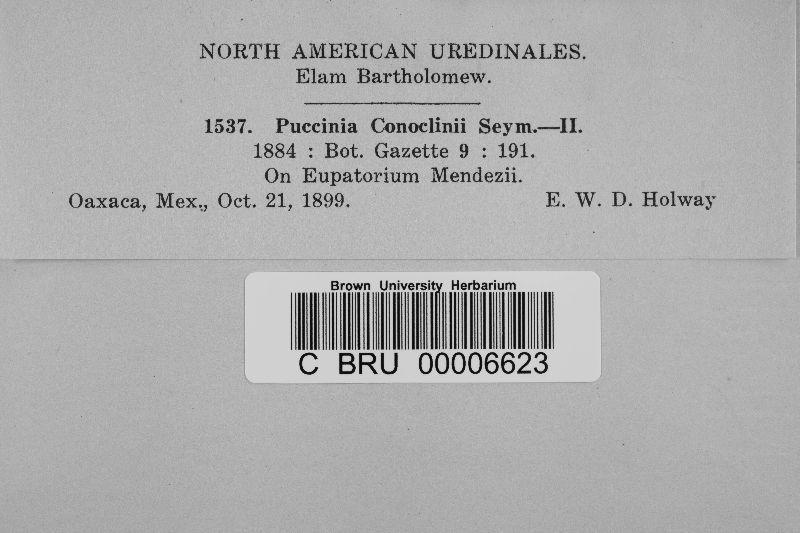 NORTH AMERICAN UREDINALES.
Elam Bartholomew.
1537. Puccinia Conoclinii Seym.—II.
1884 : Bot. Gazette 9 : 191.
On Eupatorium Mendezii.
Oaxaca, Mex., Oct. 21, 1899. E. W. D. Holway
Brown University Herbarium
C BRU 00006623